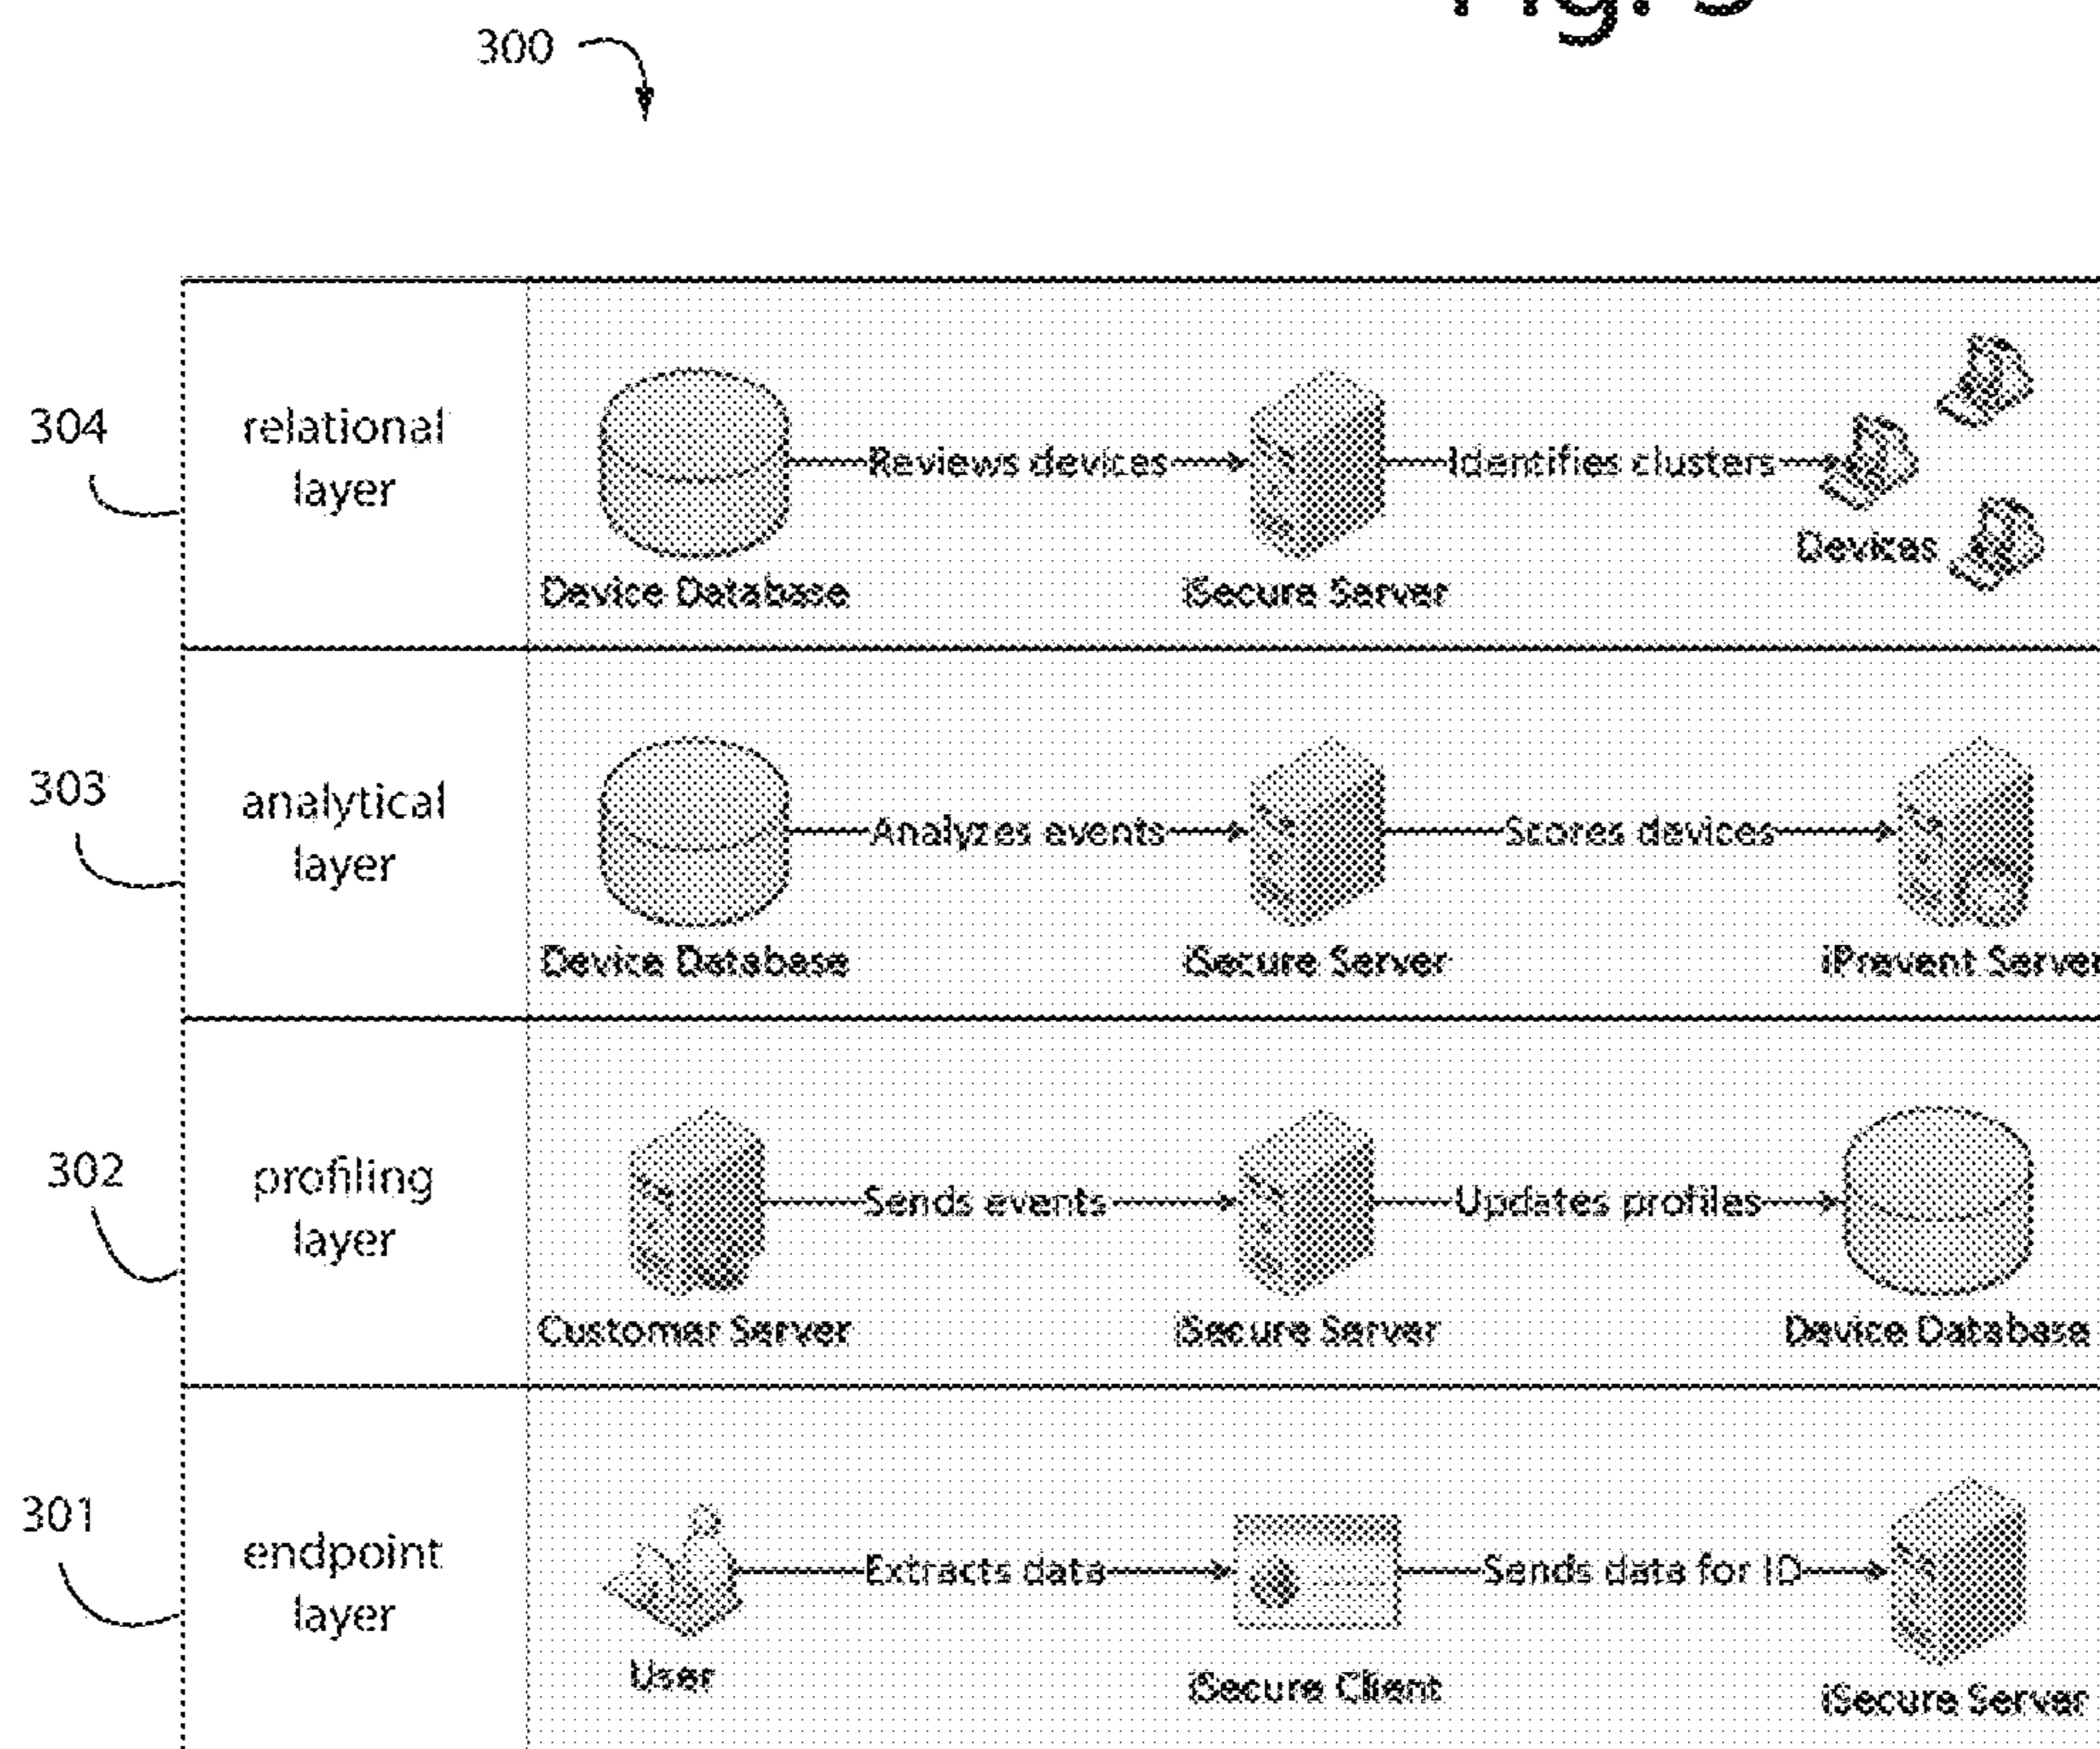 300
304
relational
layer
Reviews devices
Identifies clusters
Devices
Device Database
iSecure Server
303
analytical
layer
Analyzes events
Scores devices
Device Database
iSecure Server
iPrevent Server
302
profiling
layer
Sends events
Updates profiles
Customer Server
iSecure Server
Device Database
301
endpoint
layer
Extracts data
Sends data for ID
User
iSecure Client
iSecure Server